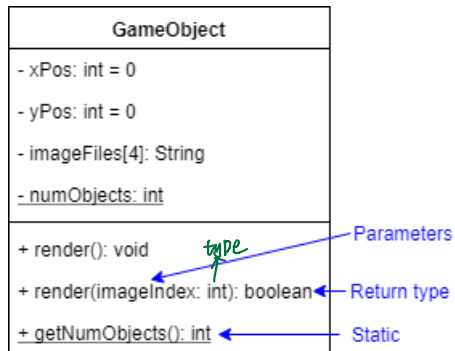 GameObject
- xPos: int = 0
- yPos: int = 0
- imageFiles[4]: String
- numObjects: int
+ render(): void
type
Parameters
+ render(imageIndex: int): boolean
Return type
+ getNumObjects(): int
Static